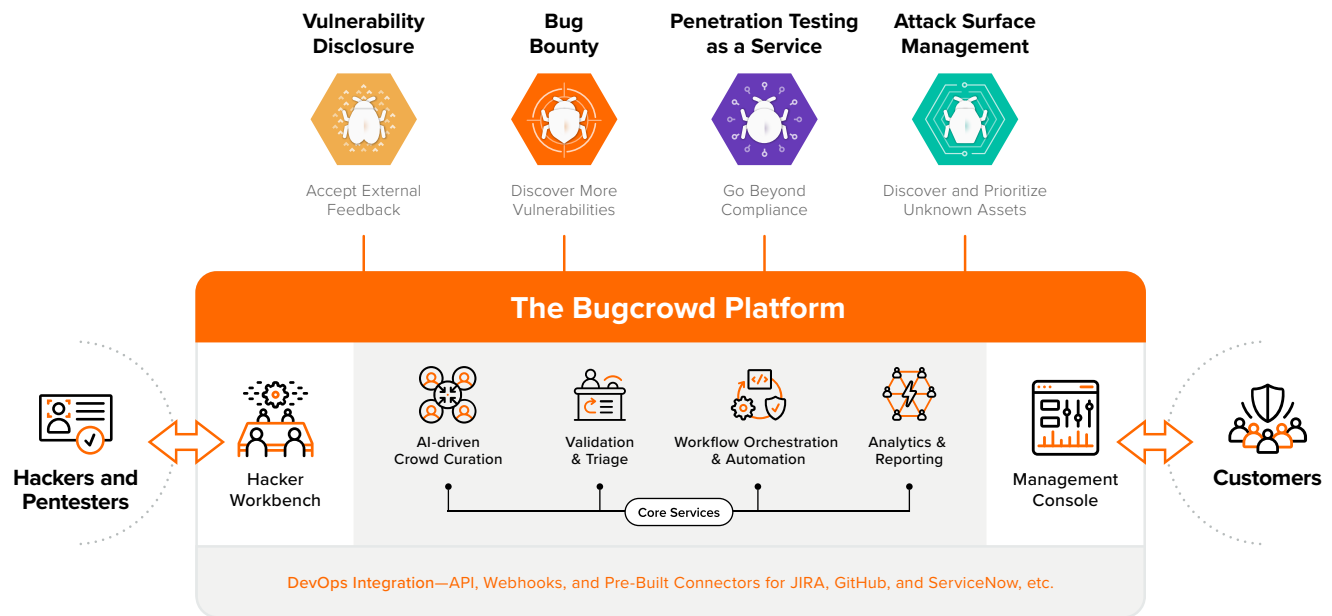 Vulnerability
Disclosure
Bug
Bounty
Penetration Testing
as a Service
Attack Surface
Management
Accept External
Feedback
Discover More
Vulnerabilities
Go Beyond
Compliance
Discover and Prioritize
Unknown Assets
The Bugcrowd Platform
Hackers and
Pentesters
Hacker
Workbench
AI-driven
Crowd Curation
Validation
& Triage
Workflow Orchestration
& Automation
Analytics &
Reporting
Core Services
Management
Console
Customers
DevOps Integration—API, Webhooks, and Pre-Built Connectors for JIRA, GitHub, and ServiceNow, etc.